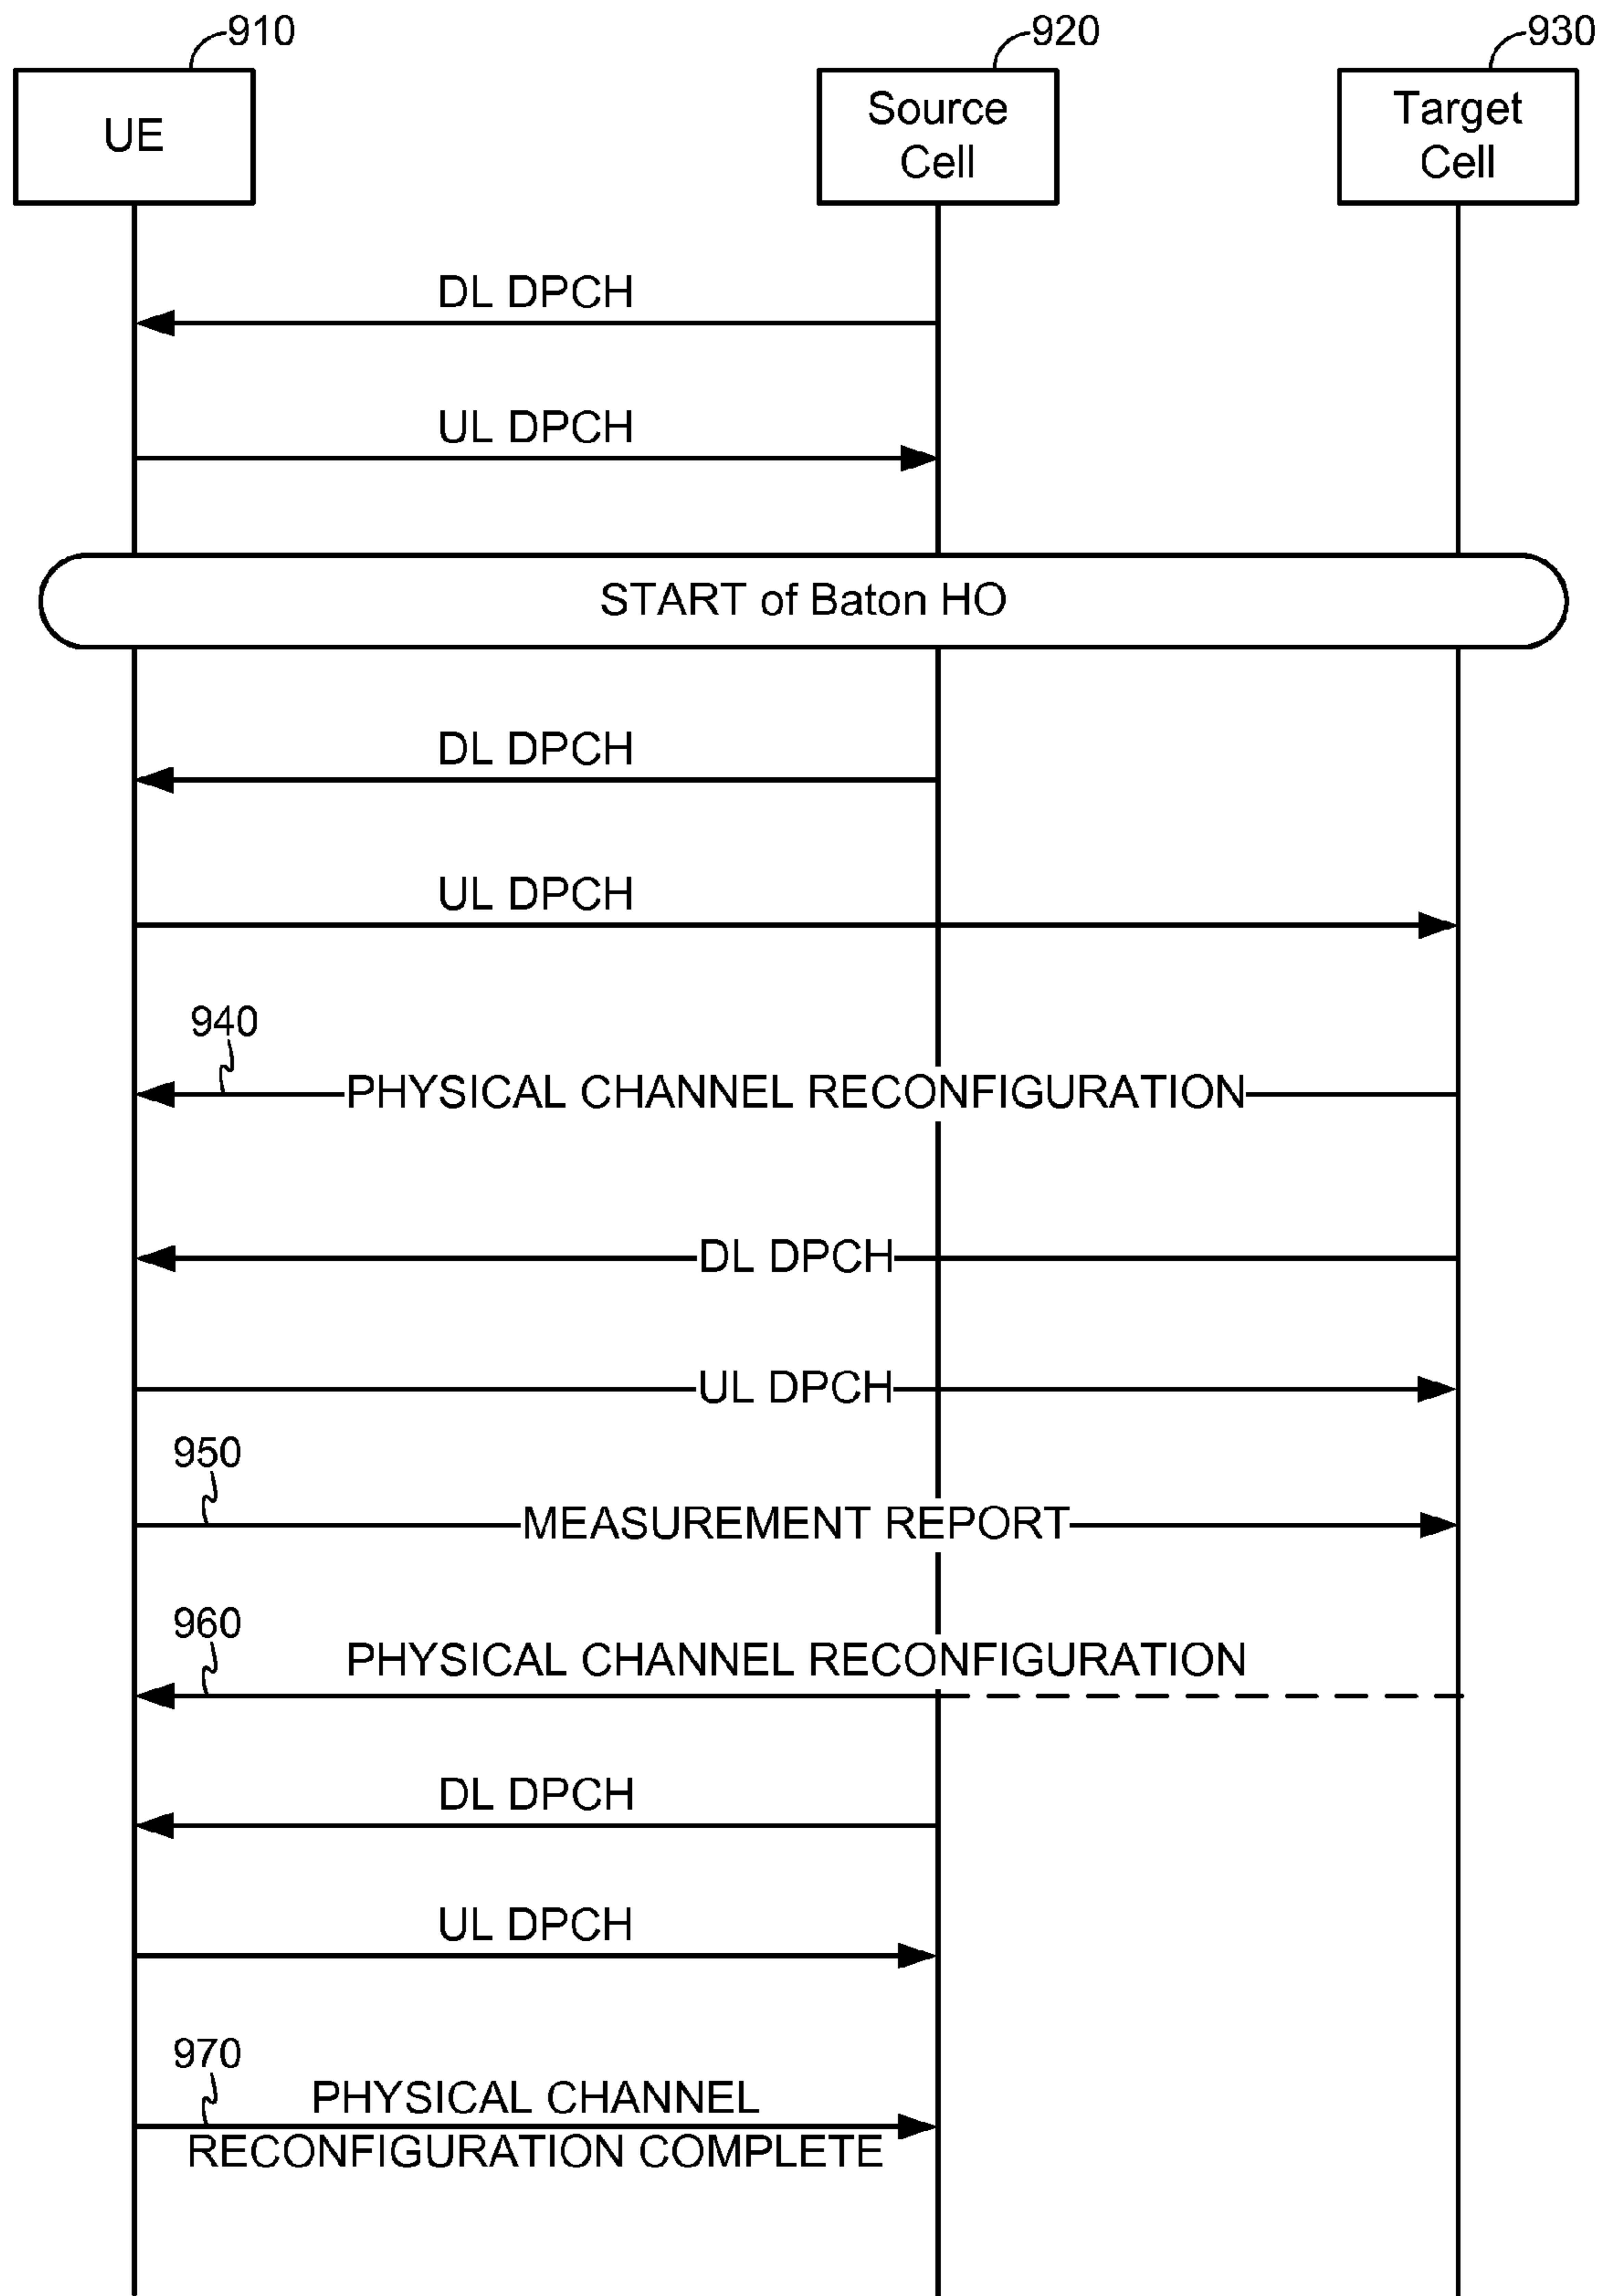 910
920
930
UE
Source
Cell
Target
Cell
DL DPCH
UL DPCH
START of Baton HO
DL DPCH
UL DPCH
940
PHYSICAL CHANNEL RECONFIGURATION
DL DPCH
UL DPCH
950
MEASUREMENT REPORT
960
PHYSICAL CHANNEL RECONFIGURATION
DL DPCH
UL DPCH
970
PHYSICAL CHANNEL
RECONFIGURATION COMPLETE